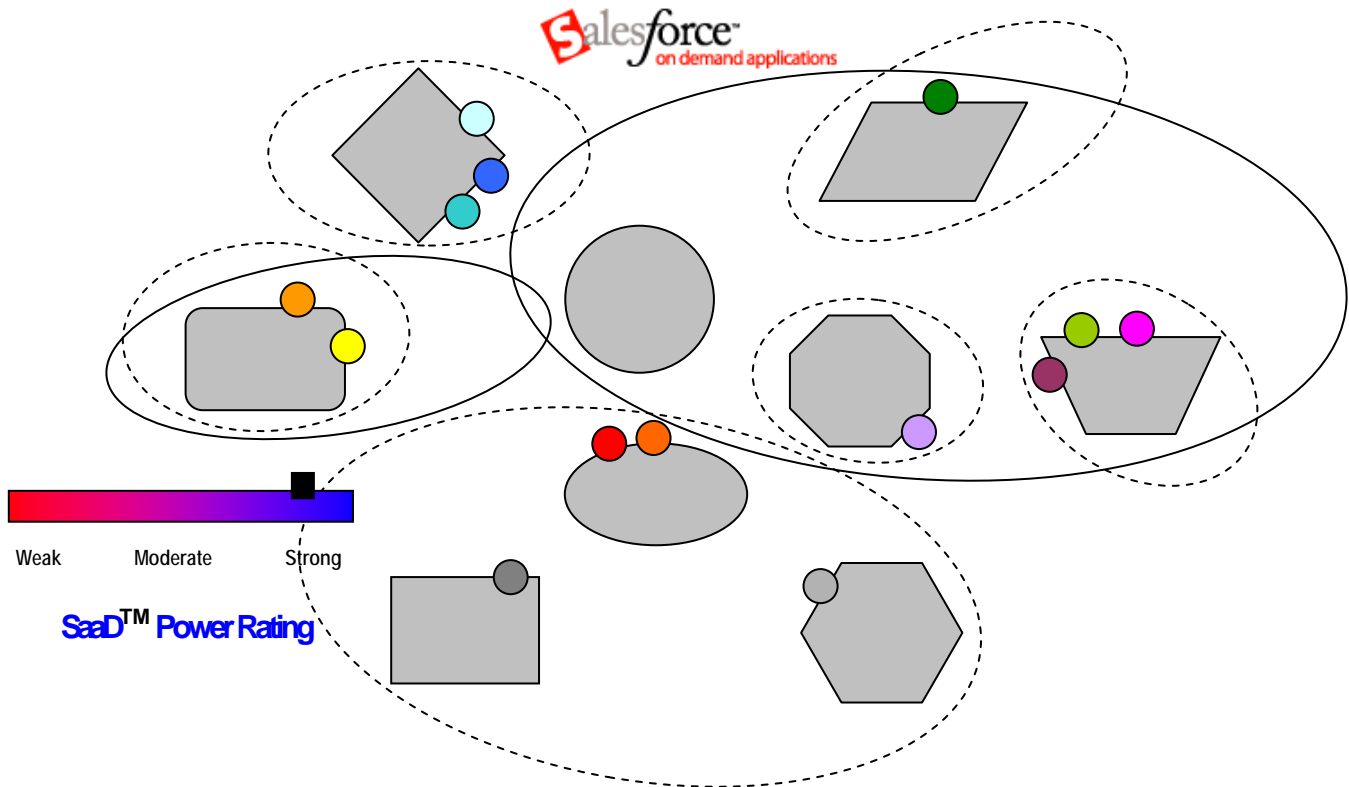 Salesforce™
on demand applications
Weak Moderate Strong
SaaD™ Power Rating